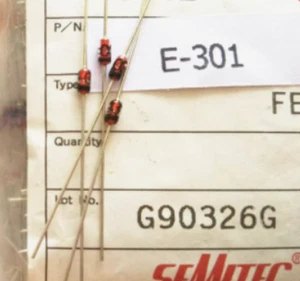 P/N.
E-301
Type
FE
Quantity
Lot No.
G90326G
SEMITEC®